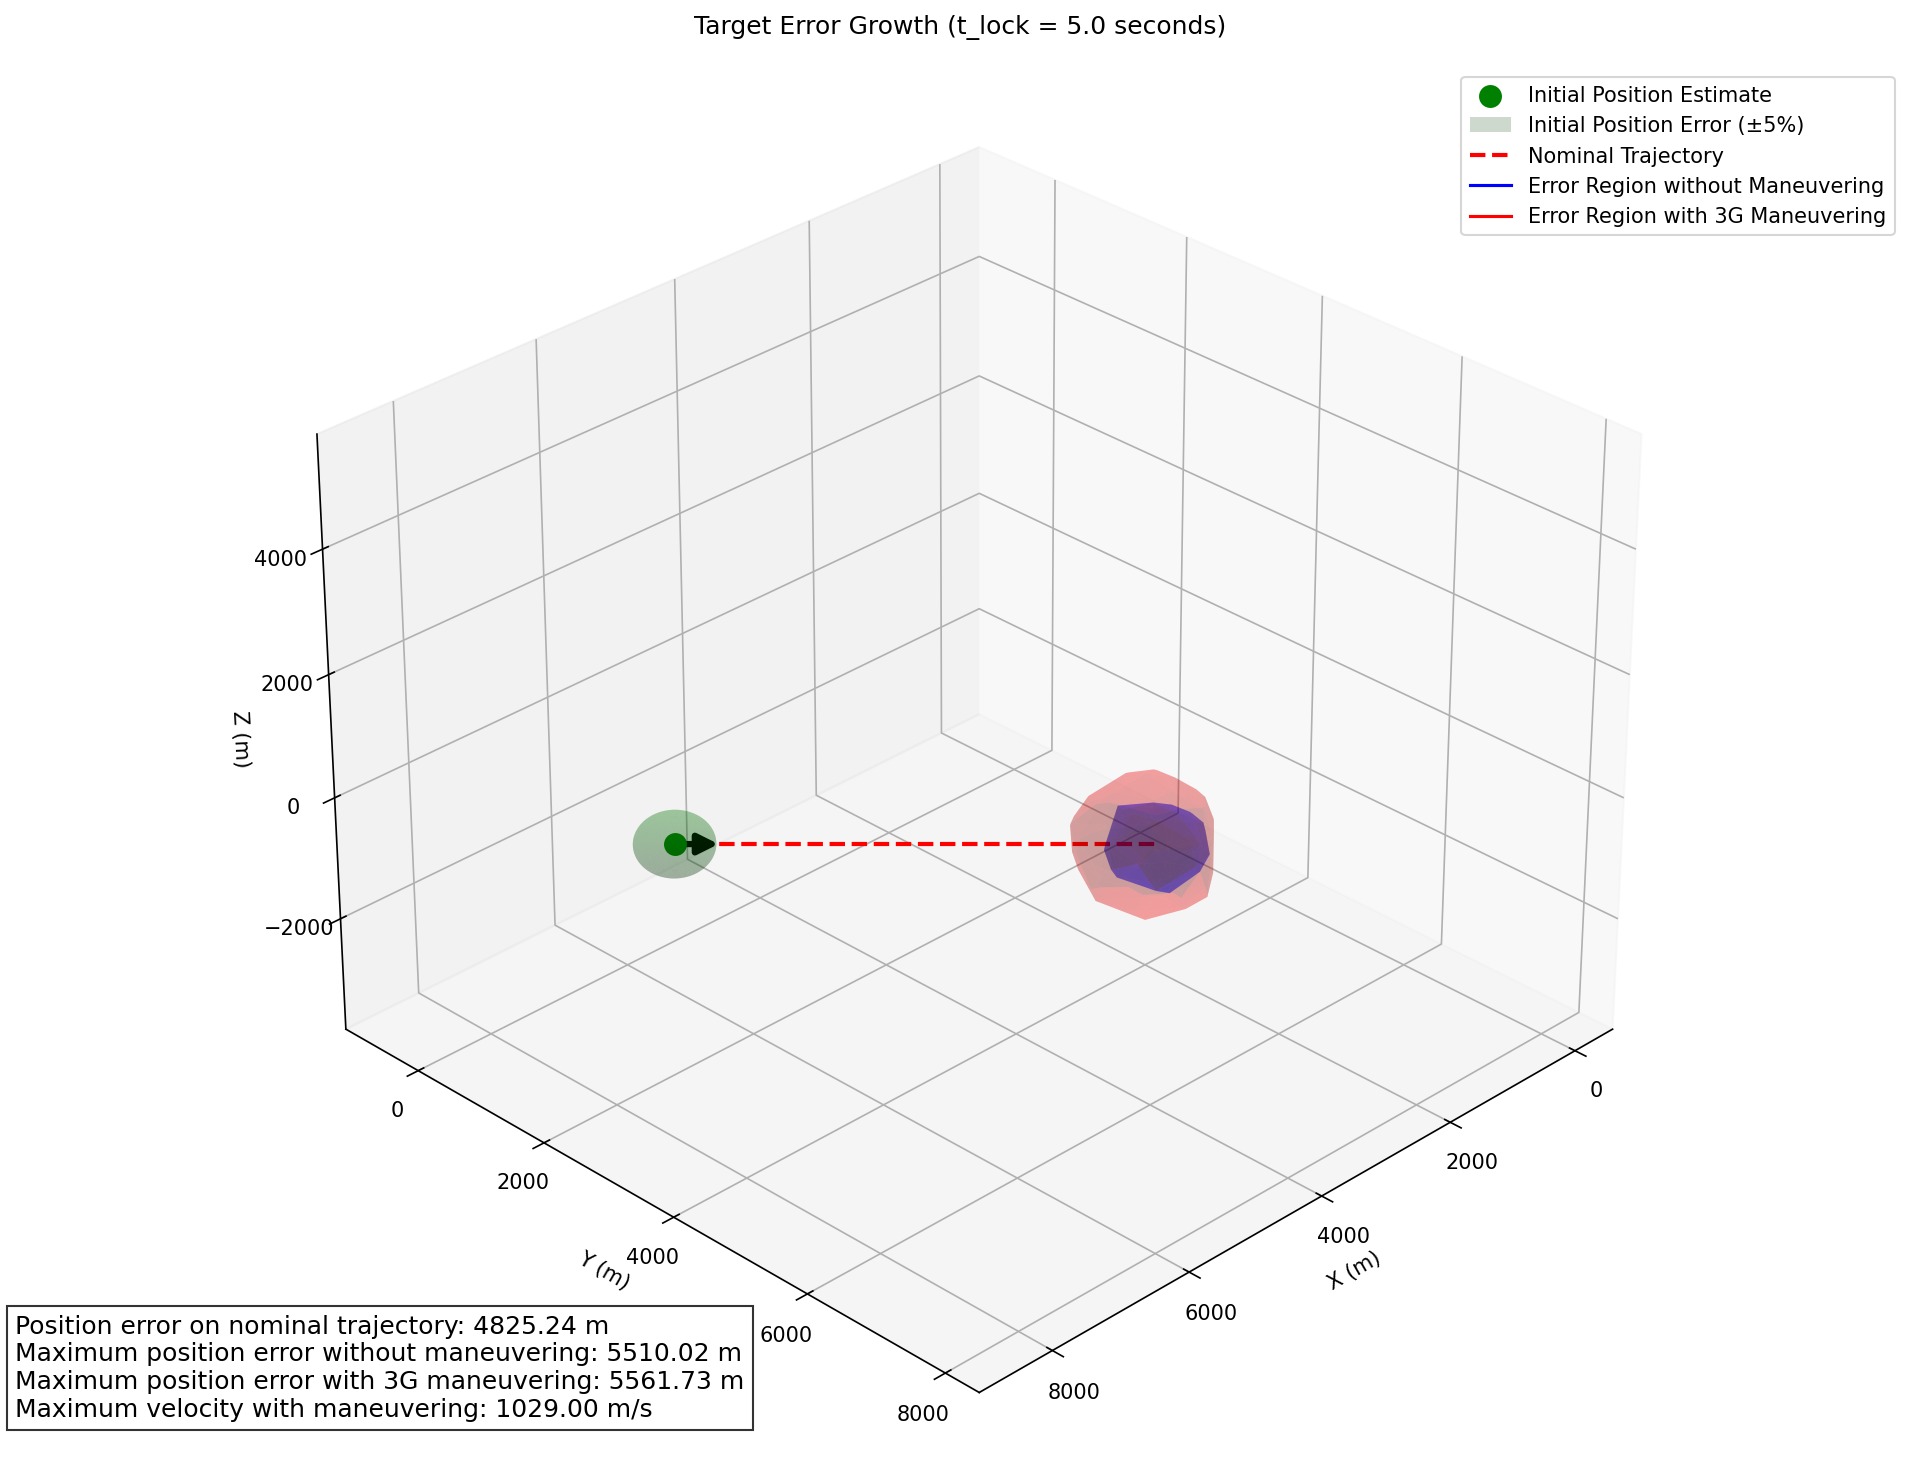 Target Error Growth (t_lock = 5.0 seconds)
Initial Position Estimate
Initial Position Error (±5%)
Nominal Trajectory
Error Region without Maneuvering
Error Region with 3G Maneuvering
4000
2000
0
−2000
Z (m)
0
2000
4000
6000
8000
Y (m)
0
2000
4000
6000
8000
X (m)
Position error on nominal trajectory: 4825.24 m
Maximum position error without maneuvering: 5510.02 m
Maximum position error with 3G maneuvering: 5561.73 m
Maximum velocity with maneuvering: 1029.00 m/s